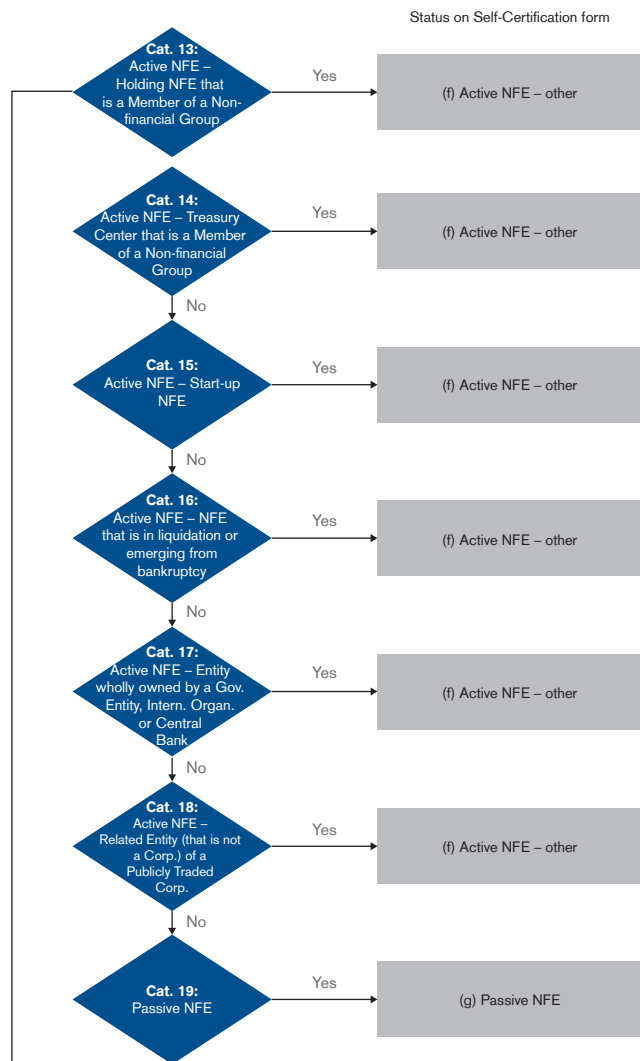 Status on Self-Certification form
Cat. 13:
Active NFE –
Holding NFE that
is a Member of a Non-
financial Group
Yes
(f) Active NFE – other
Cat. 14:
Active NFE – Treasury
Center that is a Member
of a Non-financial
Group
Yes
(f) Active NFE – other
No
Cat. 15:
Active NFE – Start-up
NFE
Yes
(f) Active NFE – other
No
Cat. 16:
Active NFE – NFE
that is in liquidation or
emerging from
bankruptcy
Yes
(f) Active NFE – other
No
Cat. 17:
Active NFE – Entity
wholly owned by a Gov.
Entity, Intern. Organ.
or Central
Bank
Yes
(f) Active NFE – other
No
Cat. 18:
Active NFE –
Related Entity (that is not
a Corp.) of a
Publicly Traded
Corp.
Yes
(f) Active NFE – other
No
Cat. 19:
Passive NFE
Yes
(g) Passive NFE